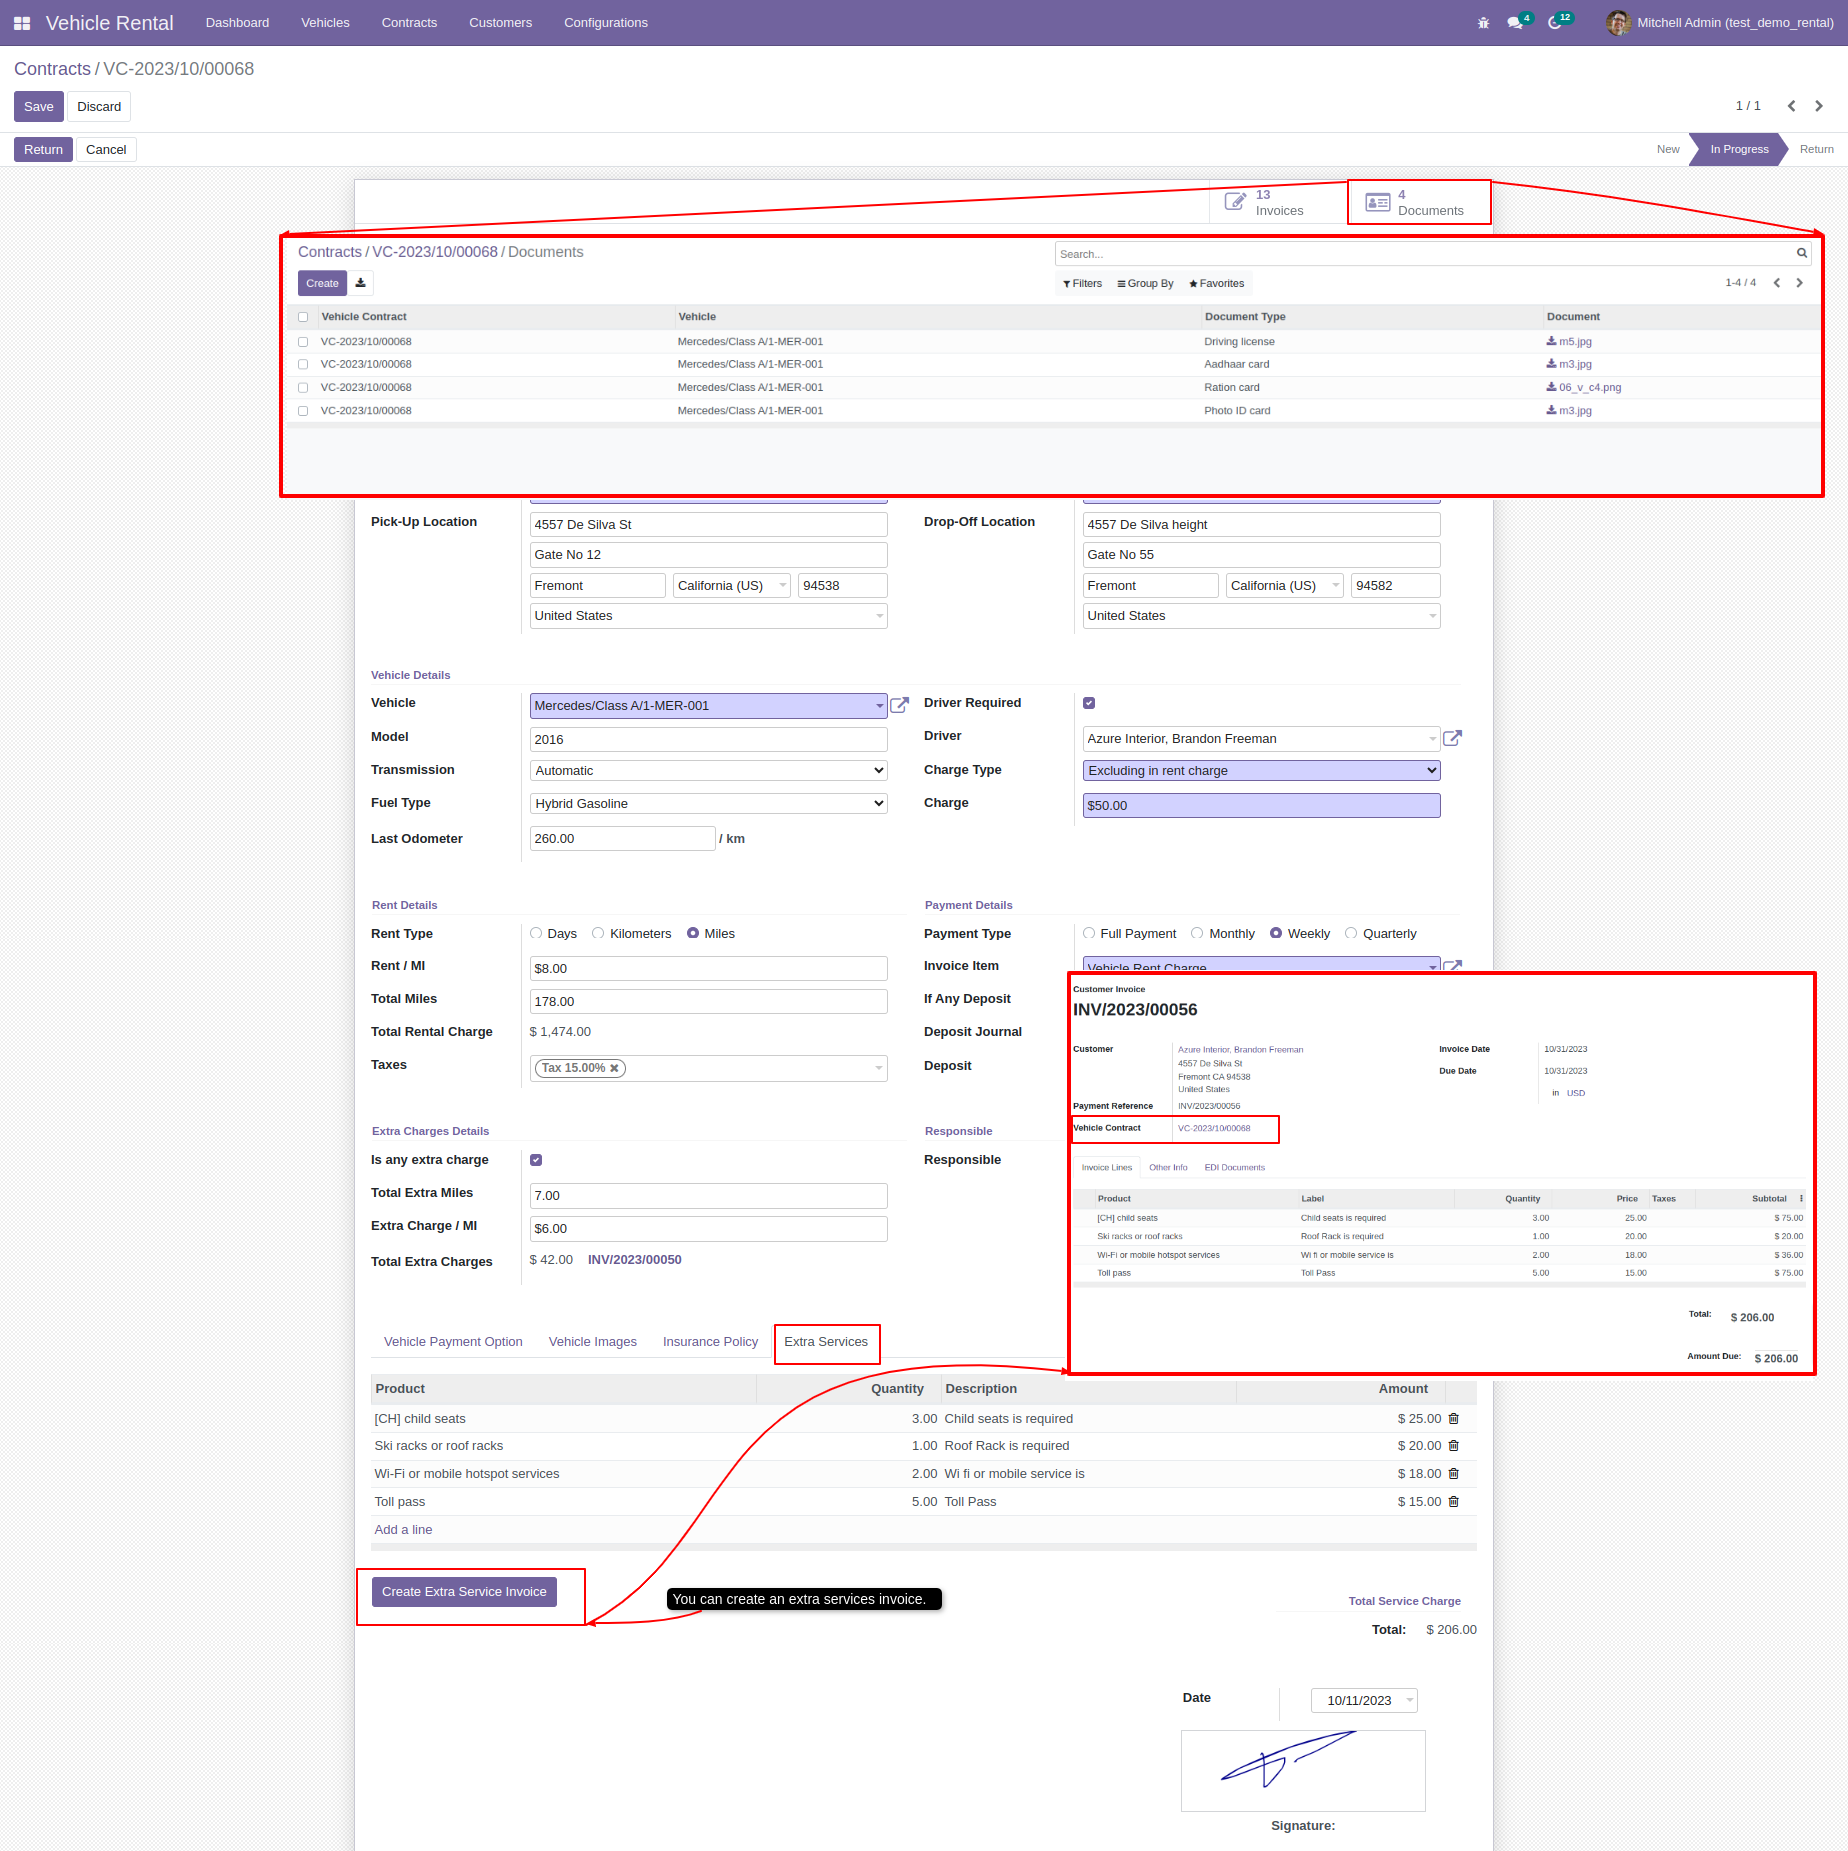 Vehicle Rental Dashboard Vehicles Contracts Customers Configurations 4 12 Mitchell Admin (test_demo_rental)
Contracts / VC-2023/10/00068
Save Discard 1 / 1
Return Cancel New In Progress Return
13 Invoices
4 Documents
Contracts / VC-2023/10/00068 / Documents Search...
Create Filters Group By Favorites 1-4 / 4
Vehicle Contract Vehicle Document Type Document
VC-2023/10/00068 Mercedes/Class A/1-MER-001 Driving license m5.jpg
VC-2023/10/00068 Mercedes/Class A/1-MER-001 Aadhaar card m3.jpg
VC-2023/10/00068 Mercedes/Class A/1-MER-001 Ration card 06_v_c4.png
VC-2023/10/00068 Mercedes/Class A/1-MER-001 Photo ID card m3.jpg
Pick-Up Location 4557 De Silva St Drop-Off Location 4557 De Silva height
Gate No 12 Gate No 55
Fremont California (US) 94538 Fremont California (US) 94582
United States United States
Vehicle Details
Vehicle Mercedes/Class A/1-MER-001 Driver Required
Model 2016 Driver Azure Interior, Brandon Freeman
Transmission Automatic Charge Type Excluding in rent charge
Fuel Type Hybrid Gasoline Charge $50.00
Last Odometer 260.00 / km
Rent Details Payment Details
Rent Type Days Kilometers Miles Payment Type Full Payment Monthly Weekly Quarterly
Rent / MI $8.00 Invoice Item Vehicle Rent Charge
Total Miles 178.00 If Any Deposit
Total Rental Charge $ 1,474.00 Deposit Journal
Taxes Tax 15.00% Deposit
Extra Charges Details Responsible
Is any extra charge Responsible
Total Extra Miles 7.00
Extra Charge / MI $6.00
Total Extra Charges $ 42.00 INV/2023/00050
Customer Invoice
INV/2023/00056
Customer Azure Interior, Brandon Freeman Invoice Date 10/31/2023
4557 De Silva St
Fremont CA 94538 Due Date 10/31/2023
United States in USD
Payment Reference INV/2023/00056
Vehicle Contract VC-2023/10/00068
Invoice Lines Other Info EDI Documents
Product Label Quantity Price Taxes Subtotal
[CH] child seats Child seats is required 3.00 25.00 $ 75.00
Ski racks or roof racks Roof Rack is required 1.00 20.00 $ 20.00
Wi-Fi or mobile hotspot services Wi fi or mobile service is 2.00 18.00 $ 36.00
Toll pass Toll Pass 5.00 15.00 $ 75.00
Total: $ 206.00
Amount Due: $ 206.00
Vehicle Payment Option Vehicle Images Insurance Policy Extra Services
Product Quantity Description Amount
[CH] child seats 3.00 Child seats is required $ 25.00
Ski racks or roof racks 1.00 Roof Rack is required $ 20.00
Wi-Fi or mobile hotspot services 2.00 Wi fi or mobile service is $ 18.00
Toll pass 5.00 Toll Pass $ 15.00
Add a line
Create Extra Service Invoice You can create an extra services invoice.
Total Service Charge
Total: $ 206.00
Date 10/11/2023
Signature: